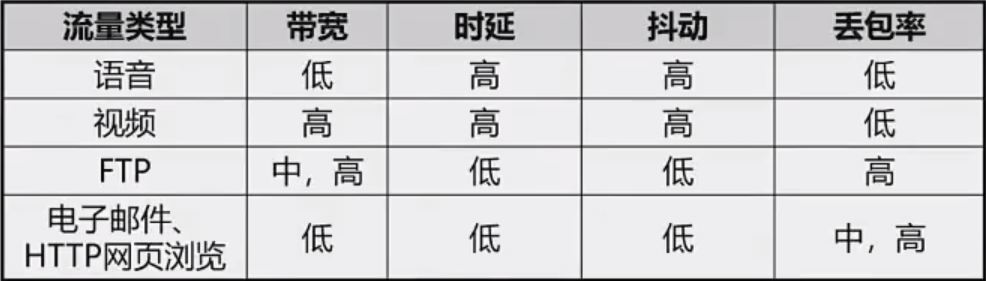 流量类型 带宽 时延 抖动 丢包率
语音 低 高 高 低
视频 高 高 高 低
FTP 中，高 低 低 高
电子邮件、
HTTP网页浏览 低 低 低 中，高